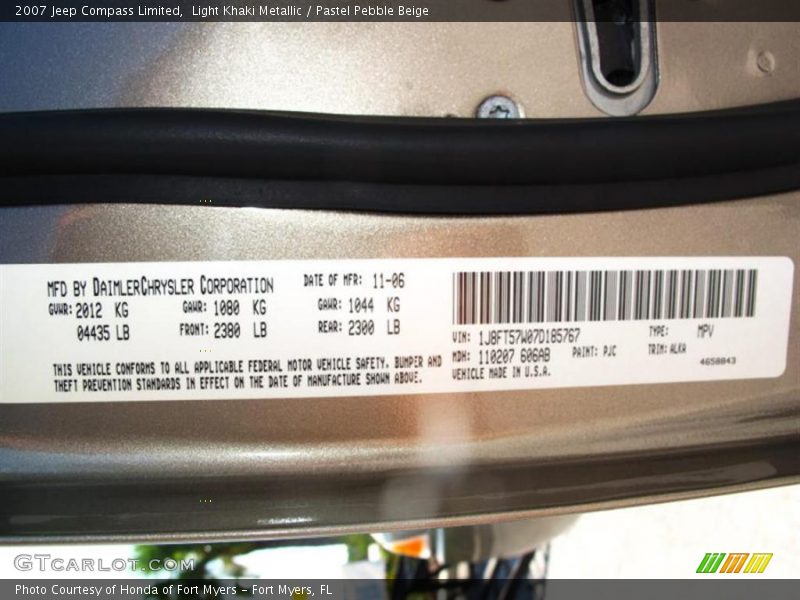 2007 Jeep Compass Limited, Light Khaki Metallic / Pastel Pebble Beige
MFD BY DAIMLERCHRYSLER CORPORATION
DATE OF MFR: 11-06
GVWR: 2012 KG
GAWR: 1080 KG
GAWR: 1044 KG
04435 LB
FRONT: 2380 LB
REAR: 2300 LB
THIS VEHICLE CONFORMS TO ALL APPLICABLE FEDERAL MOTOR VEHICLE SAFETY, BUMPER AND
THEFT PREVENTION STANDARDS IN EFFECT ON THE DATE OF MANUFACTURE SHOWN ABOVE.
VIN: 1J8FT57W07D185767
TYPE: MPV
MDH: 110207 606AB
PAINT: PJC
TRIM: ALKA
VEHICLE MADE IN U.S.A.
4658843
GTCARLOT.COM
Photo Courtesy of Honda of Fort Myers - Fort Myers, FL